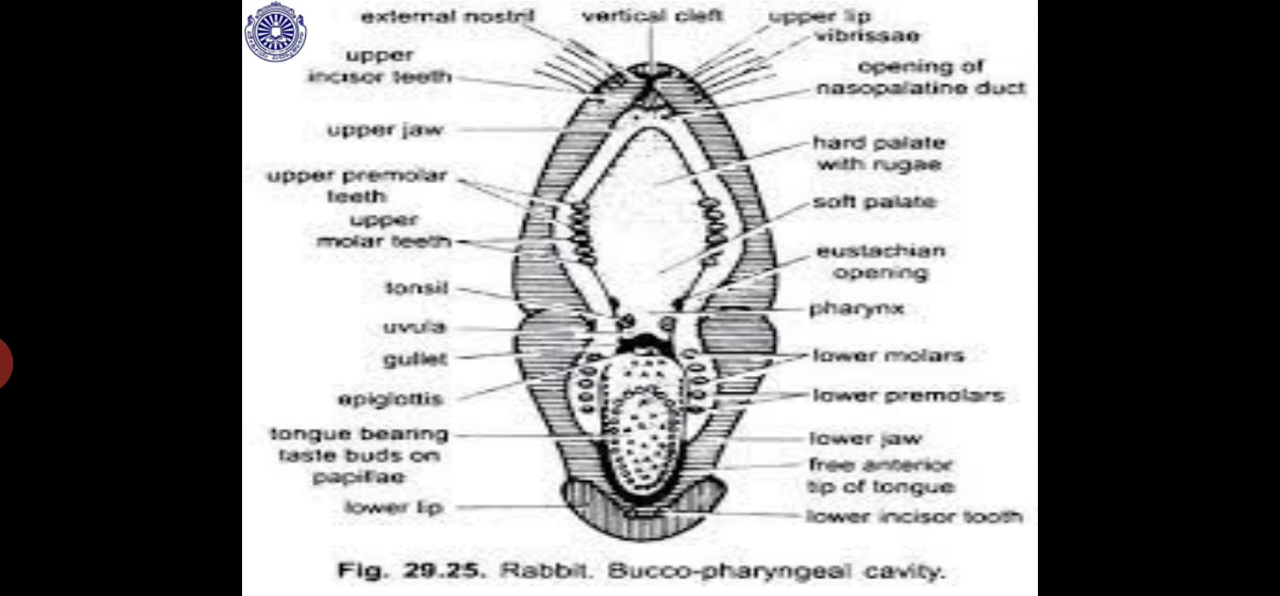 external nostril
vertical cleft
upper lip
vibrissae
upper
incisor teeth
opening of
nasopalatine duct
upper jaw
hard palate
with rugae
upper premolar
teeth
soft palate
upper
molar teeth
eustachian
opening
tonsil
pharynx
uvula
gullet
lower molars
epiglottis
lower premolars
tongue bearing
taste buds on
papillae
lower jaw
free anterior
tip of tongue
lower lip
lower incisor tooth
Fig. 29.25. Rabbit. Bucco-pharyngeal cavity.